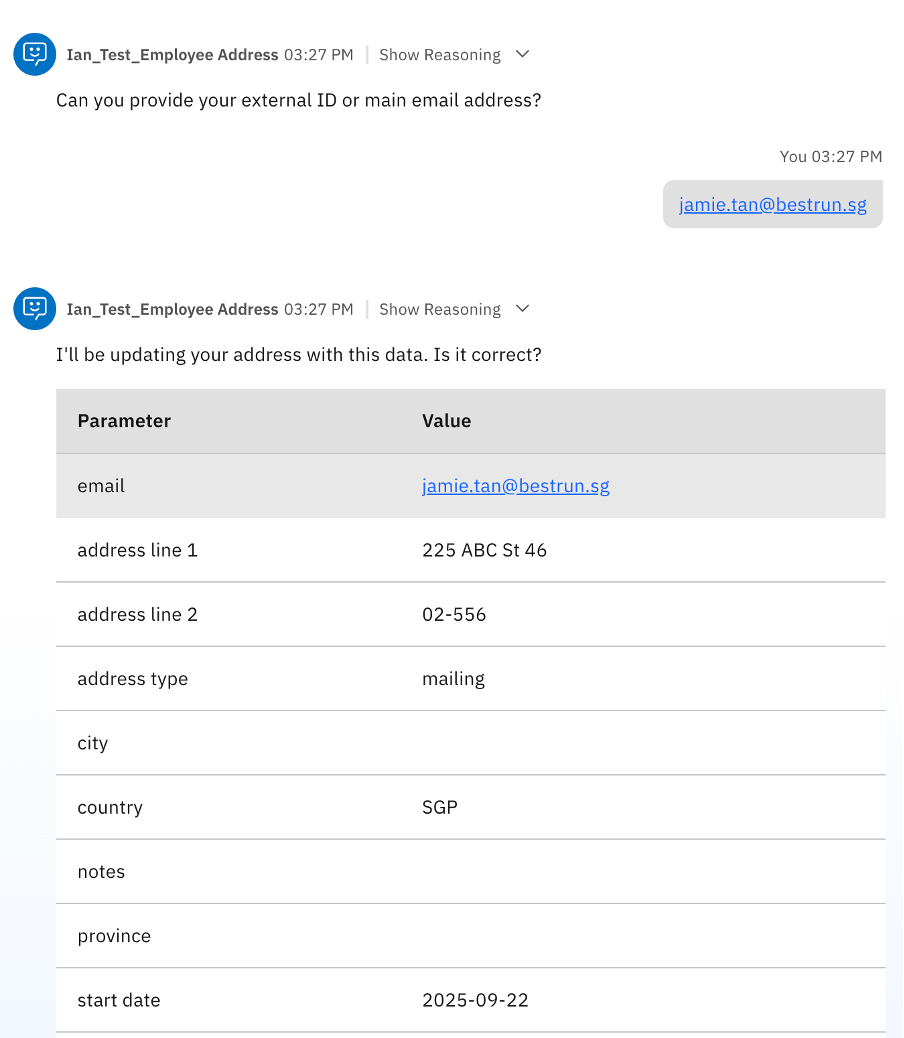 Ian_Test_Employee Address 03:27 PM | Show Reasoning
Can you provide your external ID or main email address?
You 03:27 PM
jamie.tan@bestrun.sg
Ian_Test_Employee Address 03:27 PM | Show Reasoning
I'll be updating your address with this data. Is it correct?
Parameter Value
email jamie.tan@bestrun.sg
address line 1 225 ABC St 46
address line 2 02-556
address type mailing
city
country SGP
notes
province
start date 2025-09-22